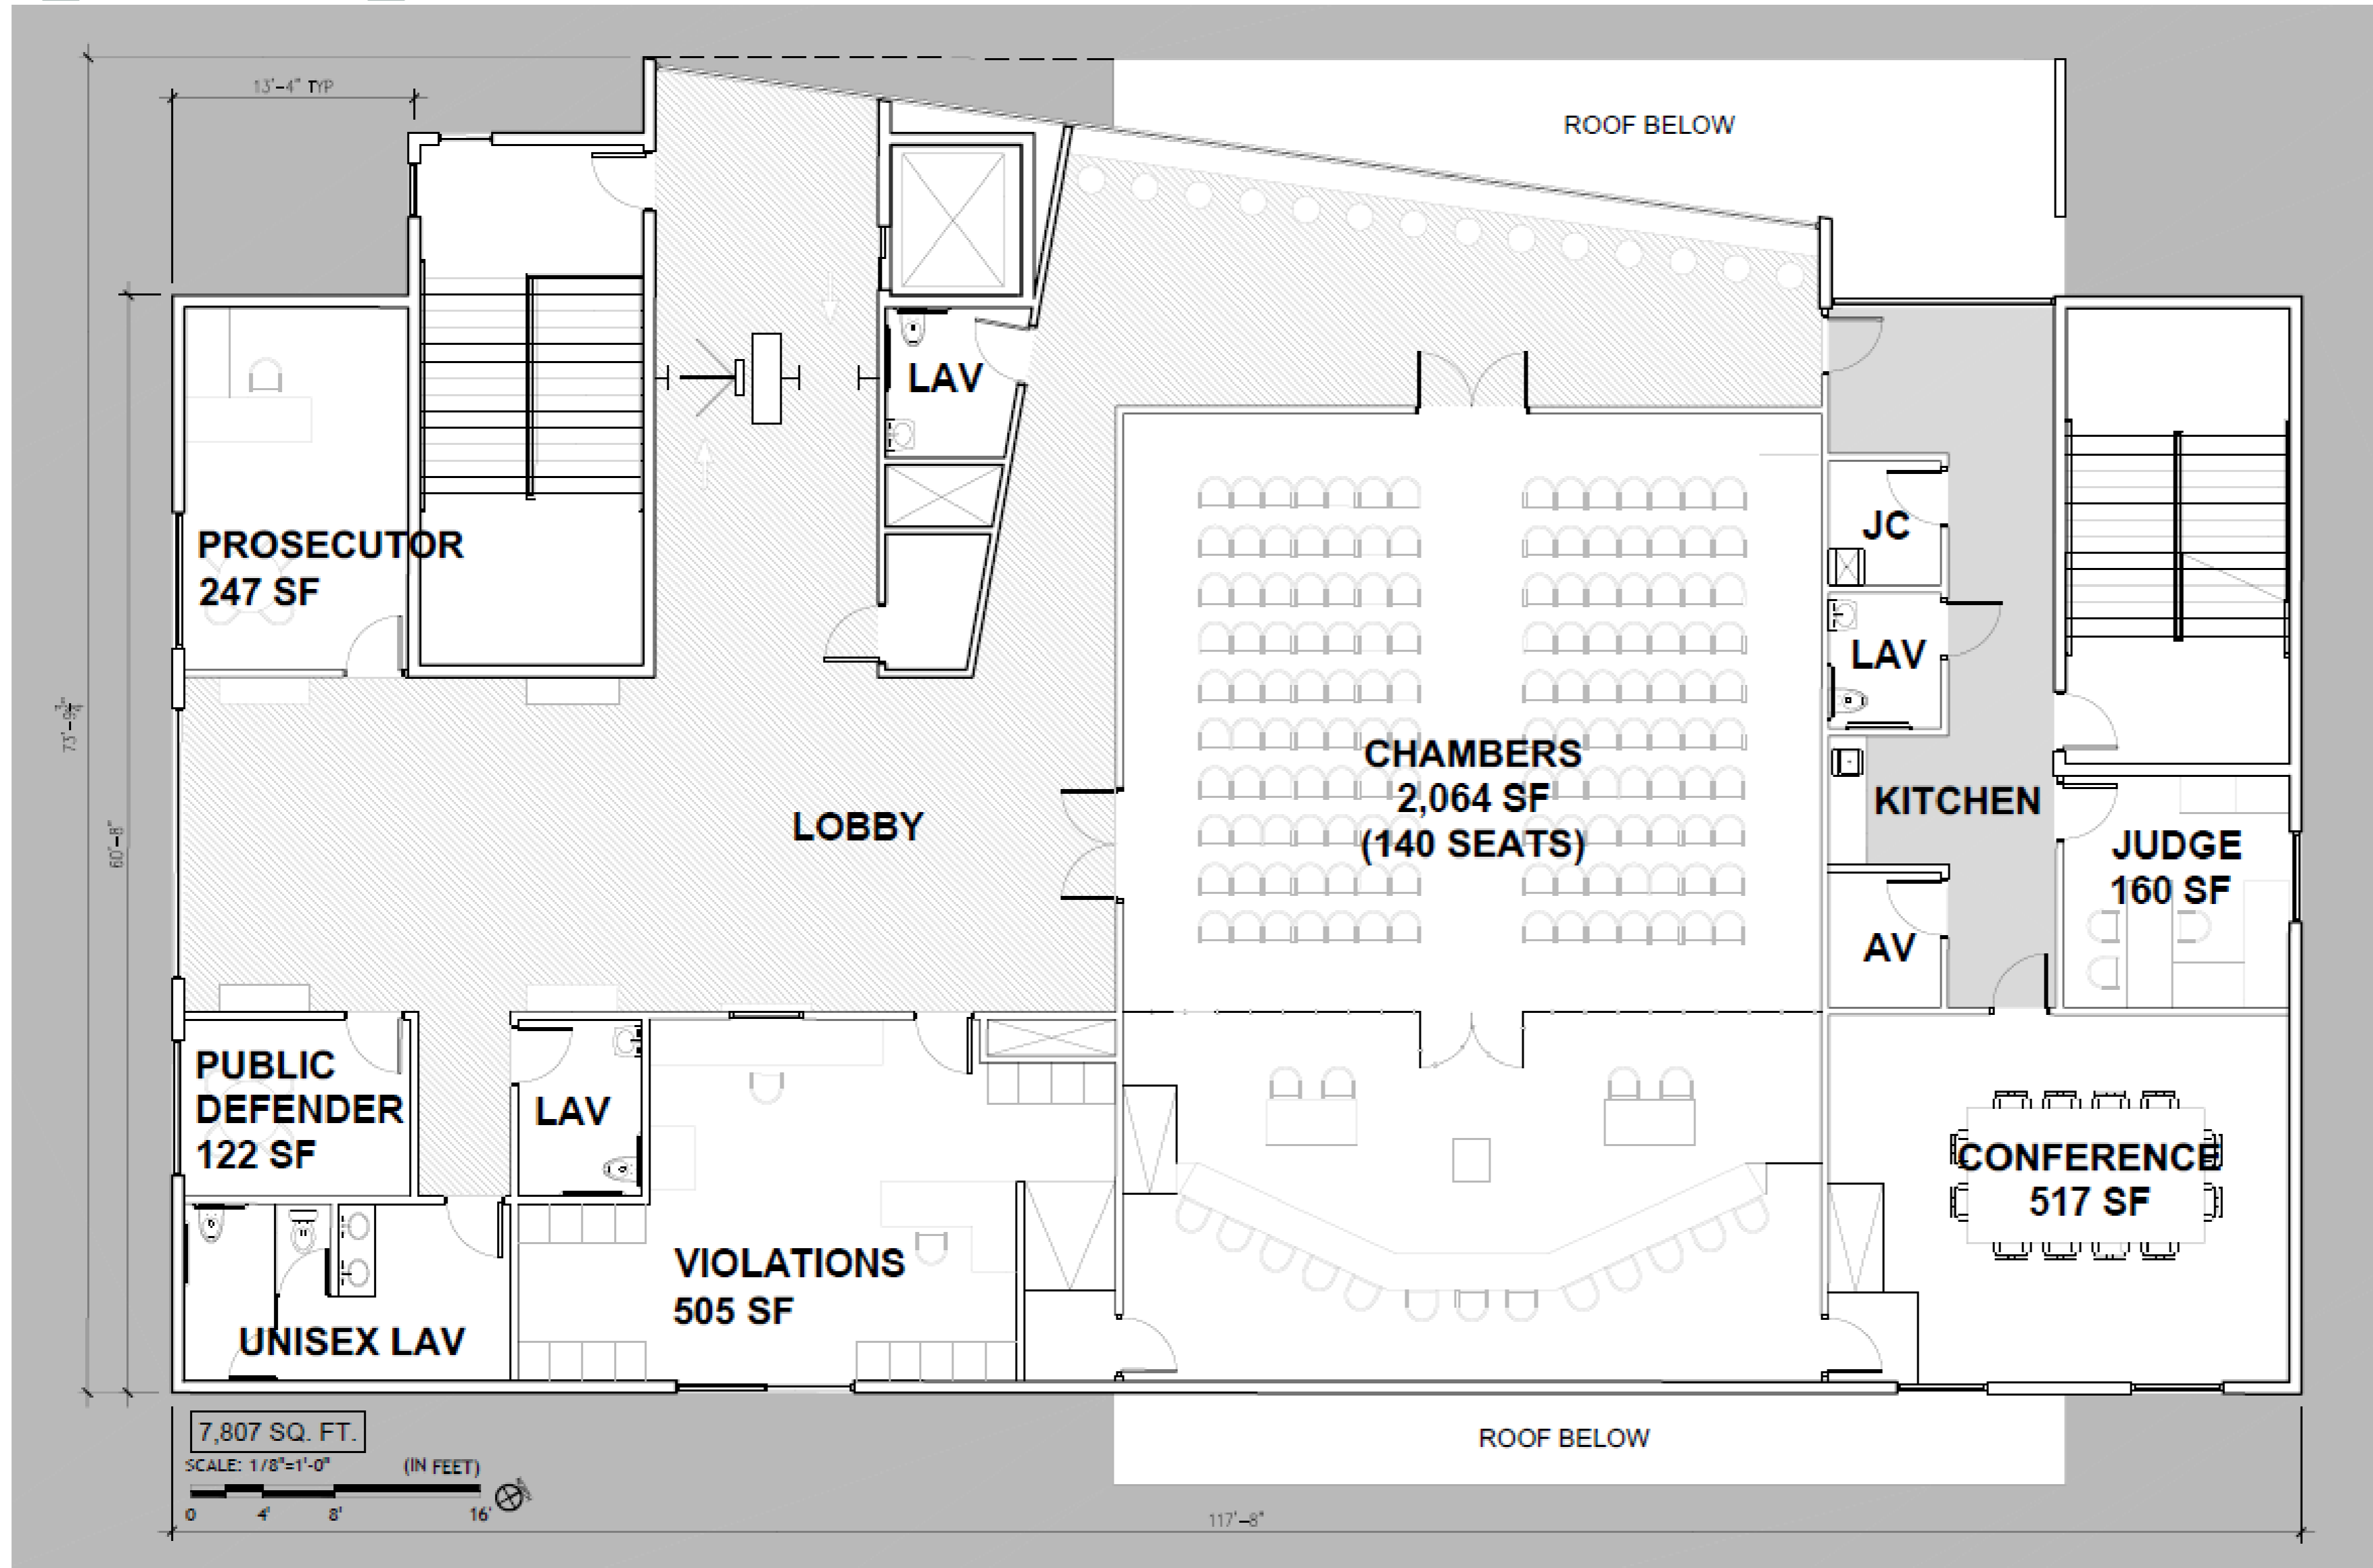 13'-4" TYP
ROOF BELOW
LAV
PROSECUTOR
247 SF
JC
LAV
73'-9¾"
60'-8"
CHAMBERS
2,064 SF
(140 SEATS)
LOBBY
KITCHEN
JUDGE
160 SF
AV
PUBLIC
DEFENDER
122 SF
LAV
CONFERENCE
517 SF
VIOLATIONS
505 SF
UNISEX LAV
7,807 SQ. FT.
ROOF BELOW
SCALE: 1/8"=1'-0" (IN FEET)
0 4' 8' 16'
117'-8"